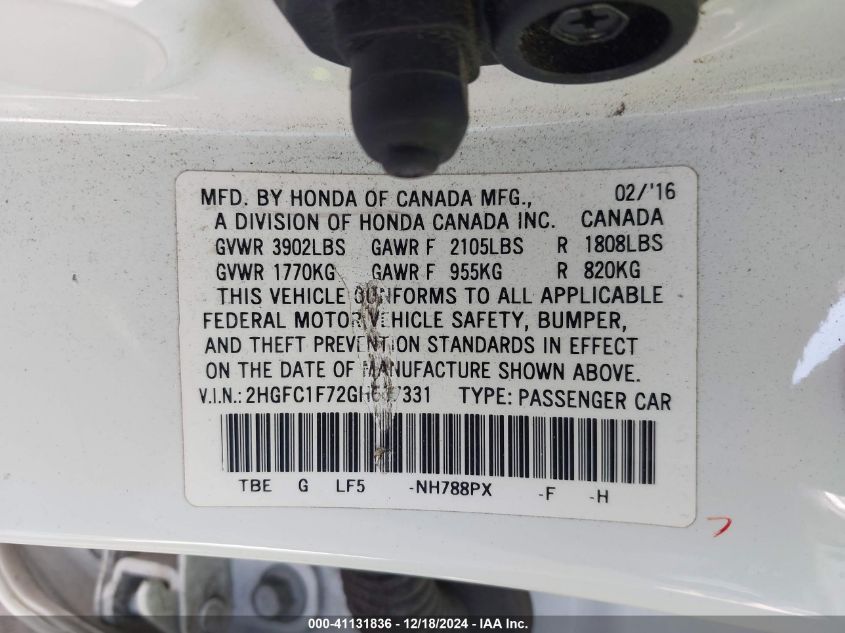 MFD. BY HONDA OF CANADA MFG., 02/'16
A DIVISION OF HONDA CANADA INC. CANADA
GVWR 3902LBS GAWR F 2105LBS R 1808LBS
GVWR 1770KG GAWR F 955KG R 820KG
THIS VEHICLE CONFORMS TO ALL APPLICABLE
FEDERAL MOTOR VEHICLE SAFETY, BUMPER,
AND THEFT PREVENTION STANDARDS IN EFFECT
ON THE DATE OF MANUFACTURE SHOWN ABOVE.
V.I.N.: TYPE: PASSENGER CAR
TBE G LF5 -NH788PX -F -H
000-41131836 - 12/18/2024 - IAA Inc.